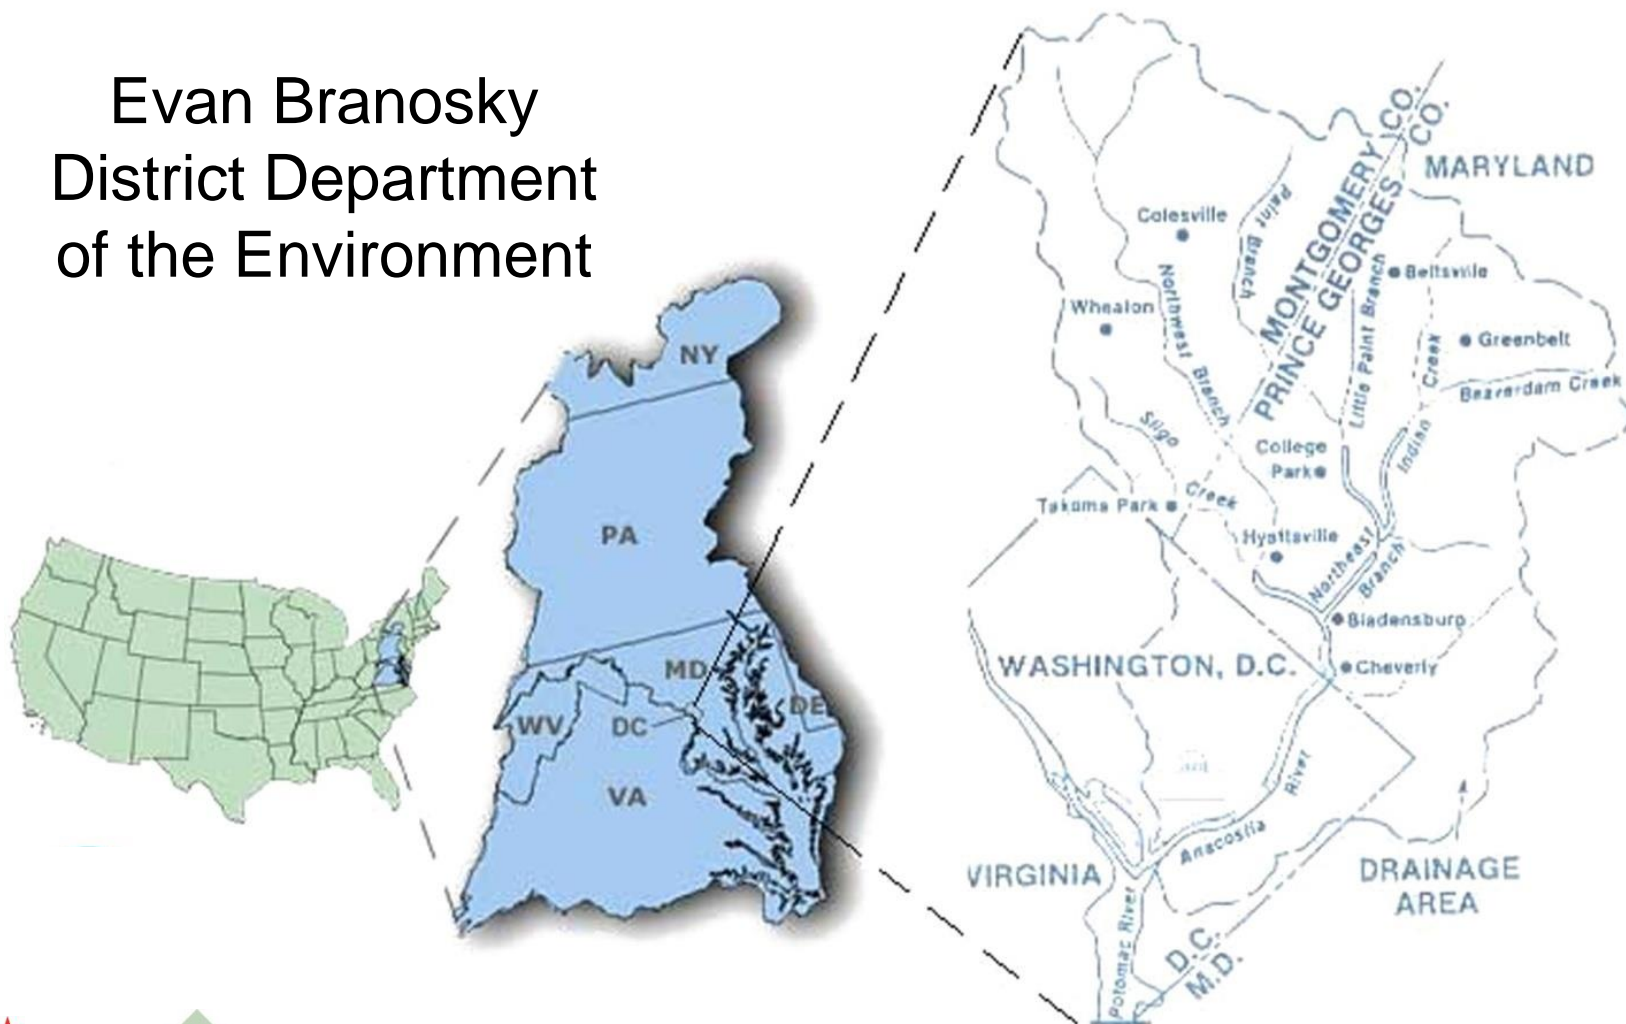 Evan Branosky
District Department
of the Environment
NY
PA
MD
DE
WV
DC
VA
MONTGOMERY CO.
PRINCE GEORGES CO.
MARYLAND
Colesville
Paint Branch
Beltsville
Northwest Branch
Whealon
Little Paint Branch
Greenbelt
Indian Creek
Beaverdam Creek
Sligo Creek
College
Park
Takoma Park
Hyattsville
Northeast
Branch
Bladensburg
WASHINGTON, D.C.
Cheverly
Anacostia River
VIRGINIA
DRAINAGE
AREA
Potomac River
D.C.
M.D.